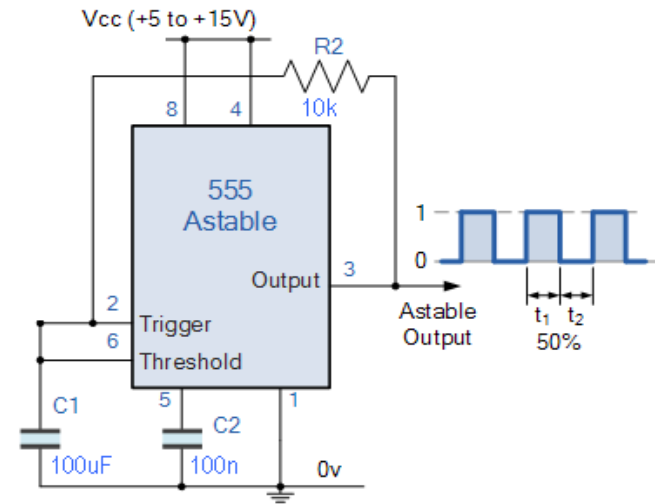 Vcc (+5 to +15V)
R2
10k
8
4
555
Astable
1
0
Output
3
Astable
Output
t₁
t₂
50%
2
Trigger
6
Threshold
5
1
C1
C2
100uF
100n
0v